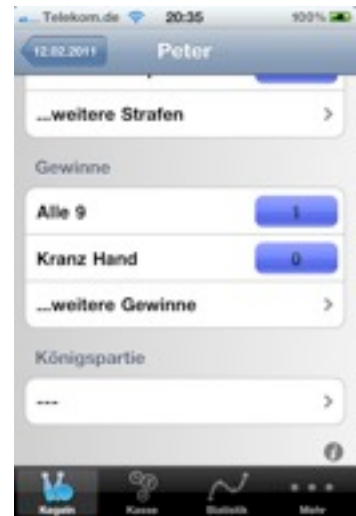 Telekom.de 20:35 100%
12.02.2011 Peter
...weitere Strafen
Gewinne
Alle 9 1
Kranz Hand 0
...weitere Gewinne
Königspartie
---
Kegeln Kasse Statistik Mehr